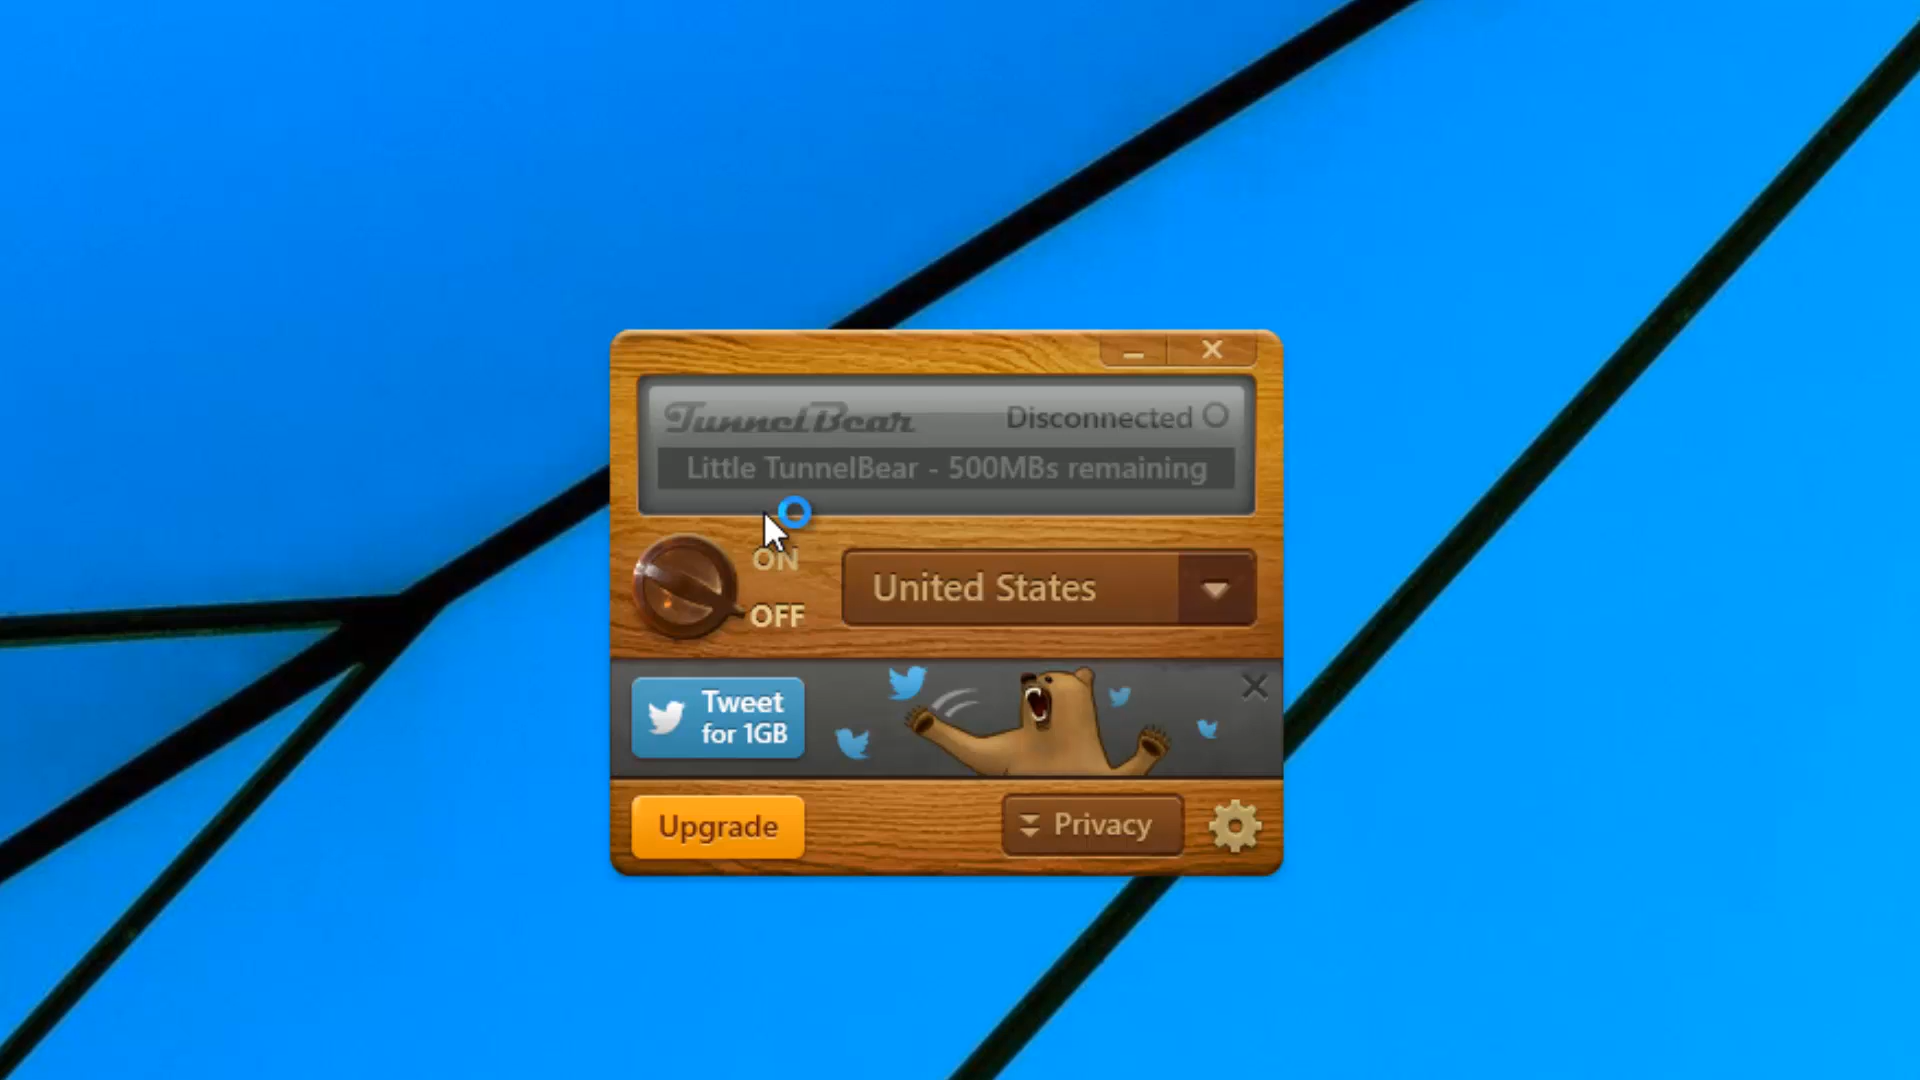 TunnelBear Disconnected
Little TunnelBear - 500MBs remaining
ON
OFF
United States
Tweet
for 1GB
Upgrade
Privacy